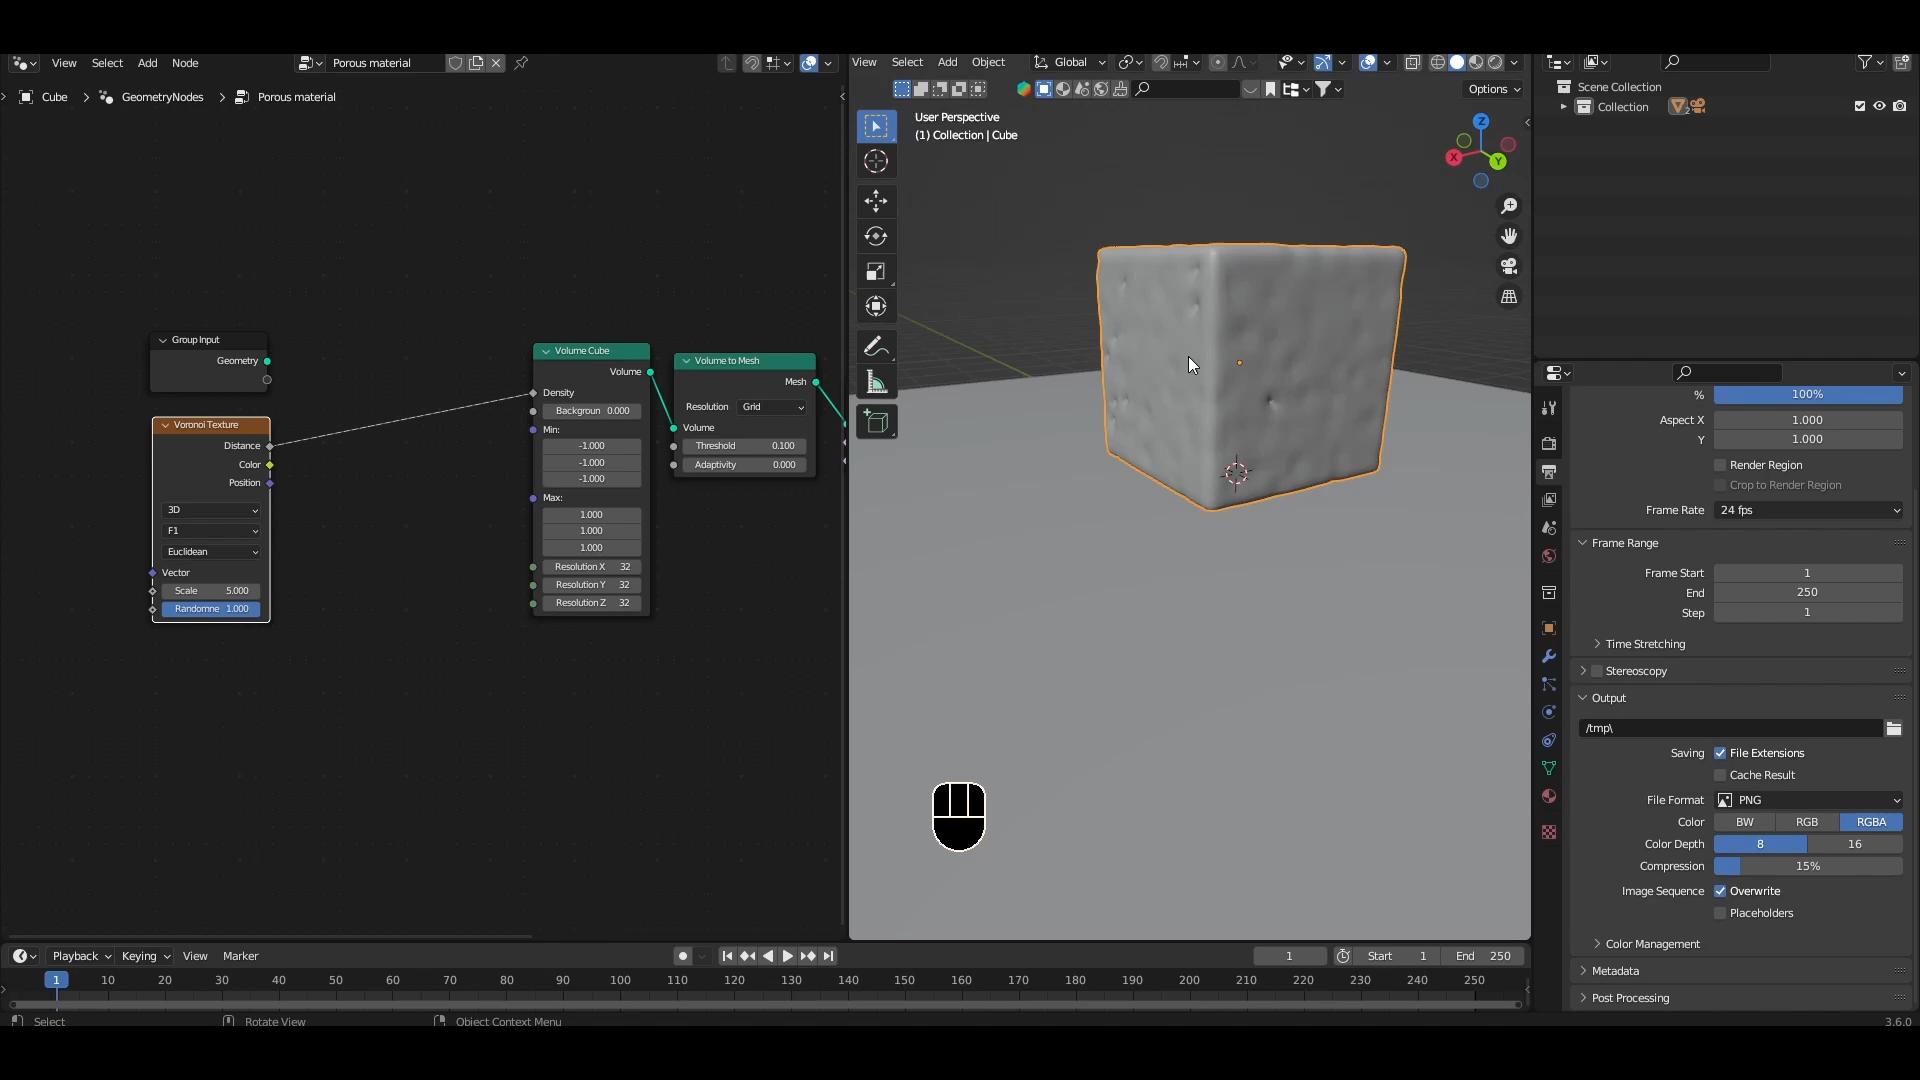 View Select Add Node Porous material
Cube GeometryNodes Porous material
Group Input
Geometry
Voronoi Texture
Distance
Color
Position
3D
F1
Euclidean
Vector
Scale 5.000
Randomne 1.000
Volume Cube
Volume
Density
Backgroun 0.000
Min:
-1.000
-1.000
-1.000
Max:
1.000
1.000
1.000
Resolution X 32
Resolution Y 32
Resolution Z 32
Volume to Mesh
Mesh
Resolution Grid
Volume
Threshold 0.100
Adaptivity 0.000
View Select Add Object Global
Options
User Perspective
(1) Collection | Cube
Z
X
Y
Scene Collection
Collection 2
% 100%
Aspect X 1.000
Y 1.000
Render Region
Crop to Render Region
Frame Rate 24 fps
Frame Range
Frame Start 1
End 250
Step 1
Time Stretching
Stereoscopy
Output
/tmp\
Saving File Extensions
Cache Result
File Format PNG
Color BW RGB RGBA
Color Depth 8 16
Compression 15%
Image Sequence Overwrite
Placeholders
Color Management
Metadata
Post Processing
Playback Keying View Marker 1 Start 1 End 250
1 10 20 30 40 50 60 70 80 90 100 110 120 130 140 150 160 170 180 190 200 210 220 230 240 250
Select Rotate View Object Context Menu 3.6.0